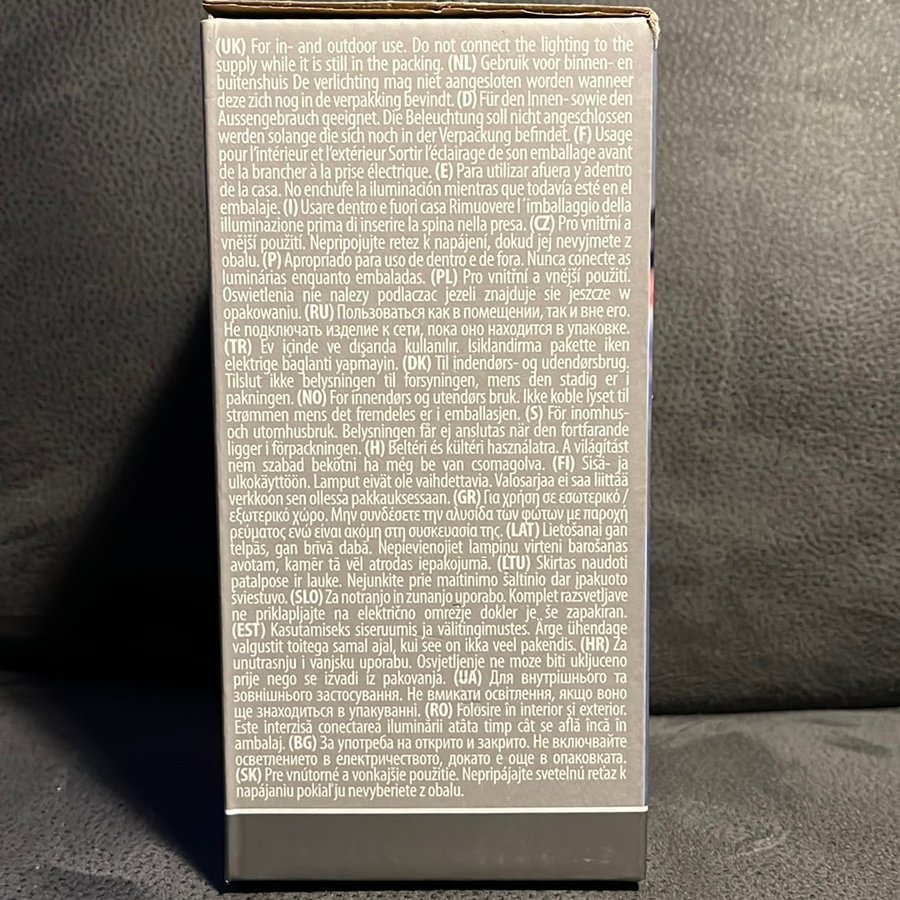 (UK) For in- and outdoor use. Do not connect the lighting to the
supply while it is still in the packing. (NL) Gebruik voor binnen- en
buitenshuis De verlichting mag niet aangesloten worden wanneer
deze zich nog in de verpakking bevindt. (D) Für den Innen- sowie den
Aussengebrauch geeignet. Die Beleuchtung soll nicht angeschlossen
werden solange die sich noch in der Verpackung befindet. (F) Usage
pour l'intérieur et l'extérieur Sortir l'éclairage de son emballage avant
de la brancher à la prise électrique. (E) Para utilizar afuera y adentro
de la casa. No enchufe la iluminación mientras que todavía esté en el
embalaje. (I) Usare dentro e fuori casa Rimuovere l´imballaggio della
illuminazione prima di inserire la spina nella presa. (CZ) Pro vnitřní a
vnější použití. Nepripojujte retez k napájení, dokud jej nevyjmete z
obalu. (P) Apropriado para uso de dentro e de fora. Nunca conecte as
luminárias enquanto embaladas. (PL) Pro vnitřní a vnější použití.
Oswietlenia nie nalezy podlaczac jezeli znajduje sie jeszcze w
opakowaniu. (RU) Пользоваться как в помещении, так и вне его.
Не подключать изделие к сети, пока оно находится в упаковке.
(TR) Ev içinde ve dışanda kullanilır. Işiklandirma pakette iken
elektrige baglanti yapmayin. (DK) Til indendørs- og udendørsbrug.
Tilslut ikke belysningen til forsyningen, mens den stadig er i
pakningen. (NO) For innendørs og utendørs bruk. Ikke koble lyset til
strømmen mens det fremdeles er i emballasjen. (S) För inomhus-
och utomhusbruk. Belysningen får ej anslutas när den fortfarande
ligger i förpackningen. (H) Beltéri és kültéri használatra. A világítást
nem szabad bekötni ha még be van csomagolva. (FI) Sisä- ja
ulkokäyttöön. Lamput eivät ole vaihdettavia. Valosarjaa ei saa liittää
verkkoon sen ollessa pakkauksessaan. (GR) Για χρήση σε εσωτερικό /
εξωτερικό χώρο. Μην συνδέσετε την αλυσίδα των φώτων με παροχή
ρεύματος ενώ είναι ακόμη στη συσκευασία της. (LAT) Lietošanai gan
telpās, gan brīvā dabā. Nepievienojiet lampiņu virteni barošanas
avotam, kamēr tā vēl atrodas iepakojumā. (LTU) Skirtas naudoti
patalpose ir lauke. Nejunkite prie maitinimo šaltinio dar įpakuoto
šviestuvo. (SLO) Za notranjo in zunanjo uporabo. Komplet razsvetljave
ne priklapljajte na električno omrežje dokler je še zapakiran.
(EST) Kasutamiseks siseruumis ja välitingimustes. Ärge ühendage
valgustit toitega samal ajal, kui see on ikka veel pakendis. (HR) Za
unutrasnju i vanjsku uporabu. Osvjetljenje ne moze biti ukljuceno
prije nego se izvadi iz pakovanja. (UA) Для внутрішнього та
зовнішнього застосування. Не вмикати освітлення, якщо воно
ще знаходиться в упакуванні. (RO) Folosire în interior și exterior.
Este interzisă conectarea iluminării atâta timp cât se află încă în
ambalaj. (BG) За употреба на открито и закрито. Не включвайте
осветлението в електричеството, докато е още в опаковката.
(SK) Pre vnútorné a vonkajšie použitie. Nepripájajte svetelnú reťaz k
napájaniu pokiaľ ju nevyberiete z obalu.